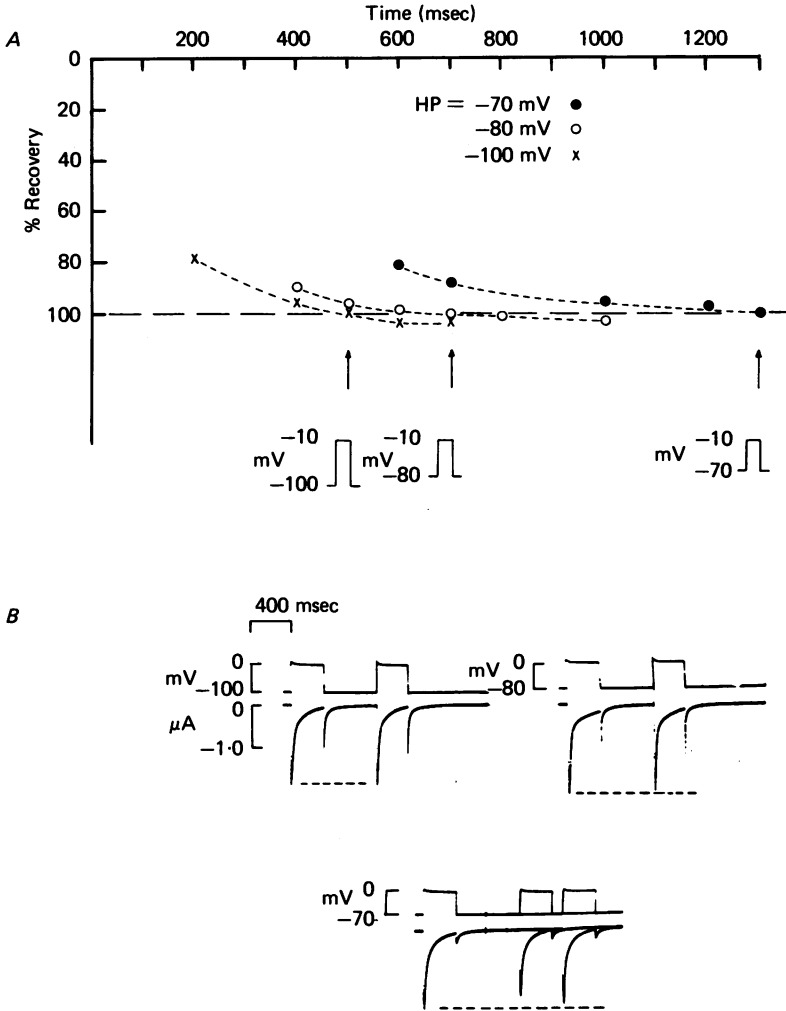 Time (msec)
A
200 400 600 800 1000 1200
0
20
40
60
80
100
% Recovery
HP = −70 mV
−80 mV
−100 mV
−10 −10 −10
mV mV mV
−100 −80 −70
B
400 msec
0 0
mV mV
−100 −80
0
μA
−1·0
0
mV
−70